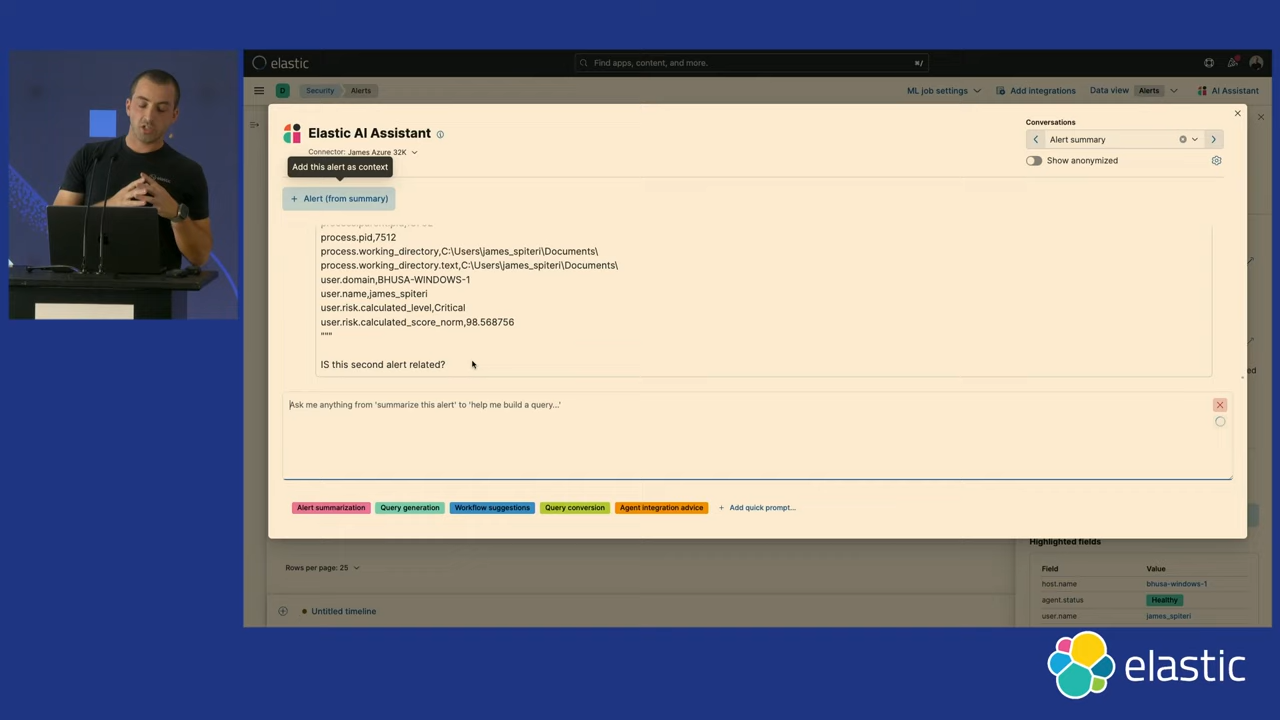 elastic
Find apps, content, and more.
⌘/
D
Security
Alerts
ML job settings
Add integrations
Data view
Alerts
AI Assistant
Elastic AI Assistant
Connector: James Azure 32K
Add this alert as context
Conversations
Alert summary
Show anonymized
+ Alert (from summary)
process.pid,7512
process.working_directory,C:\Users\james_spiteri\Documents\
process.working_directory.text,C:\Users\james_spiteri\Documents\
user.domain,BHUSA-WINDOWS-1
user.name,james_spiteri
user.risk.calculated_level,Critical
user.risk.calculated_score_norm,98.568756
"""
IS this second alert related?
Ask me anything from 'summarize this alert' to 'help me build a query...'
Alert summarization
Query generation
Workflow suggestions
Query conversion
Agent integration advice
+ Add quick prompt...
Highlighted fields
Rows per page: 25
Field Value
host.name bhusa-windows-1
agent.status Healthy
user.name james_spiteri
Untitled timeline
elastic